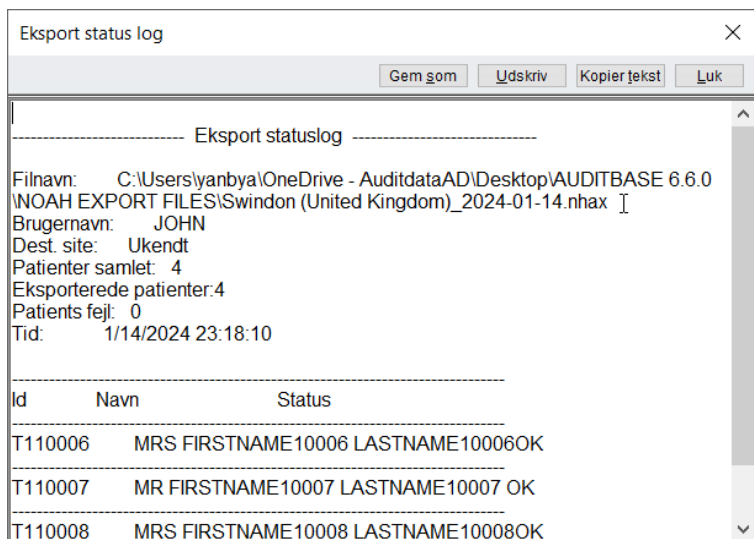 Eksport status log
Gem som Udskriv Kopier tekst Luk
--------------------------- Eksport statuslog ------------------------------
Filnavn: C:\Users\yanbya\OneDrive - AuditdataAD\Desktop\AUDITBASE 6.6.0
\NOAH EXPORT FILES\Swindon (United Kingdom)_2024-01-14.nhax
Brugernavn: JOHN
Dest. site: Ukendt
Patienter samlet: 4
Eksporterede patienter:4
Patients fejl: 0
Tid: 1/14/2024 23:18:10
--------------------------------------------------------------------------------
Id Navn Status
--------------------------------------------------------------------------------
T110006 MRS FIRSTNAME10006 LASTNAME10006OK
--------------------------------------------------------------------------------
T110007 MR FIRSTNAME10007 LASTNAME10007 OK
--------------------------------------------------------------------------------
T110008 MRS FIRSTNAME10008 LASTNAME10008OK